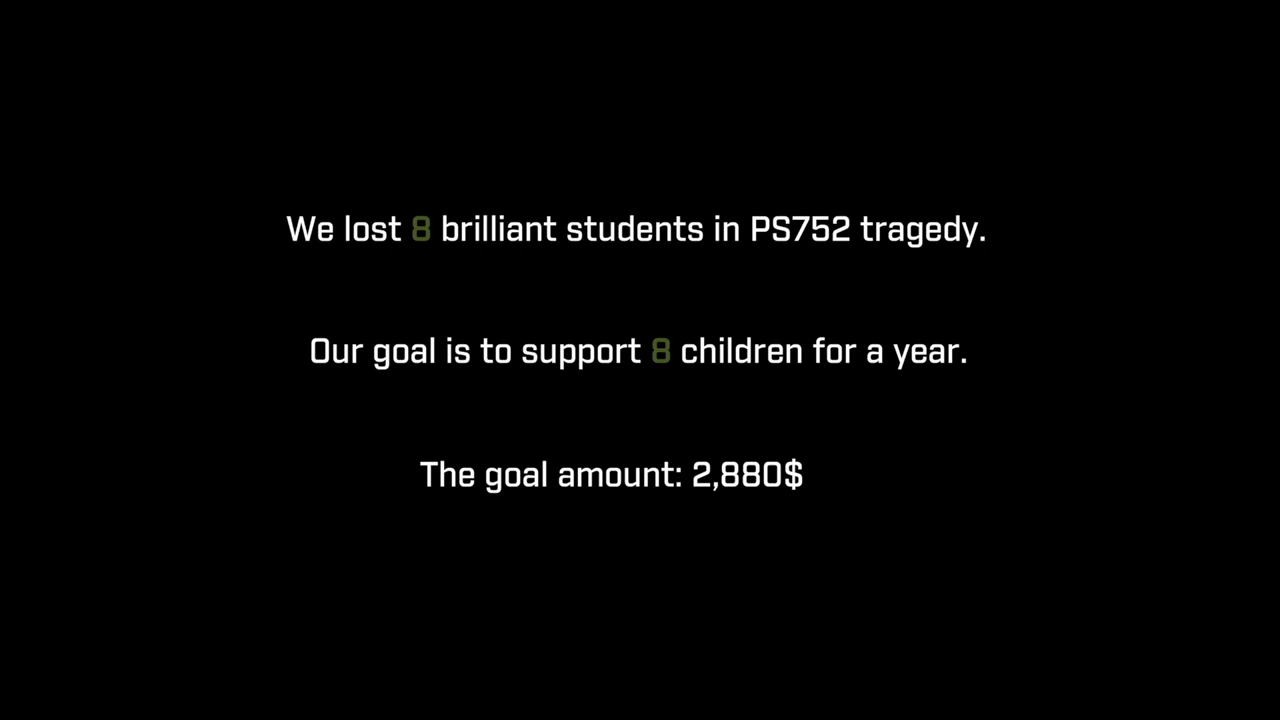 We lost 8 brilliant students in PS752 tragedy.
Our goal is to support 8 children for a year.
The goal amount: 2,880$